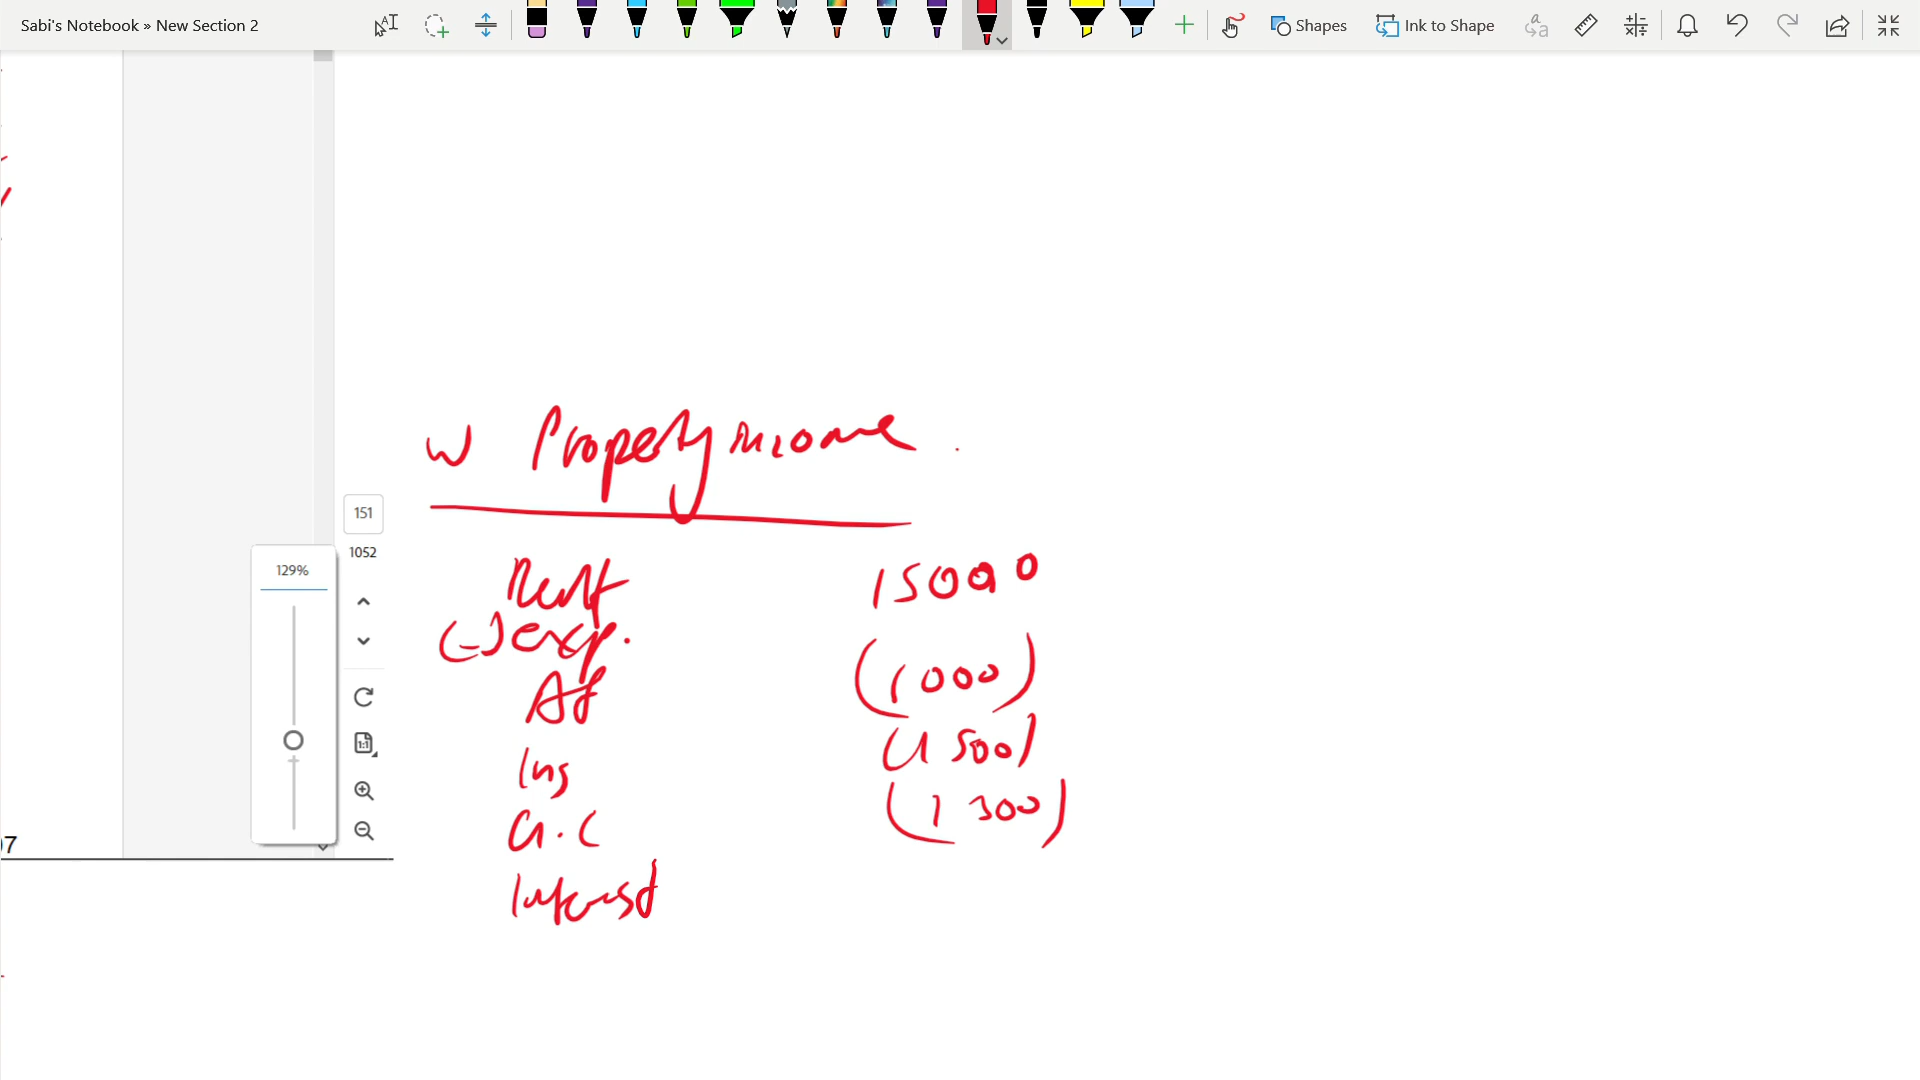 Sabi's Notebook » New Section 2
Shapes
Ink to Shape
W Property income
151
1052
129%
Rent 15000
(-) exp.
Ad (1000)
Ins (1500)
a.c (1300)
Interest
7